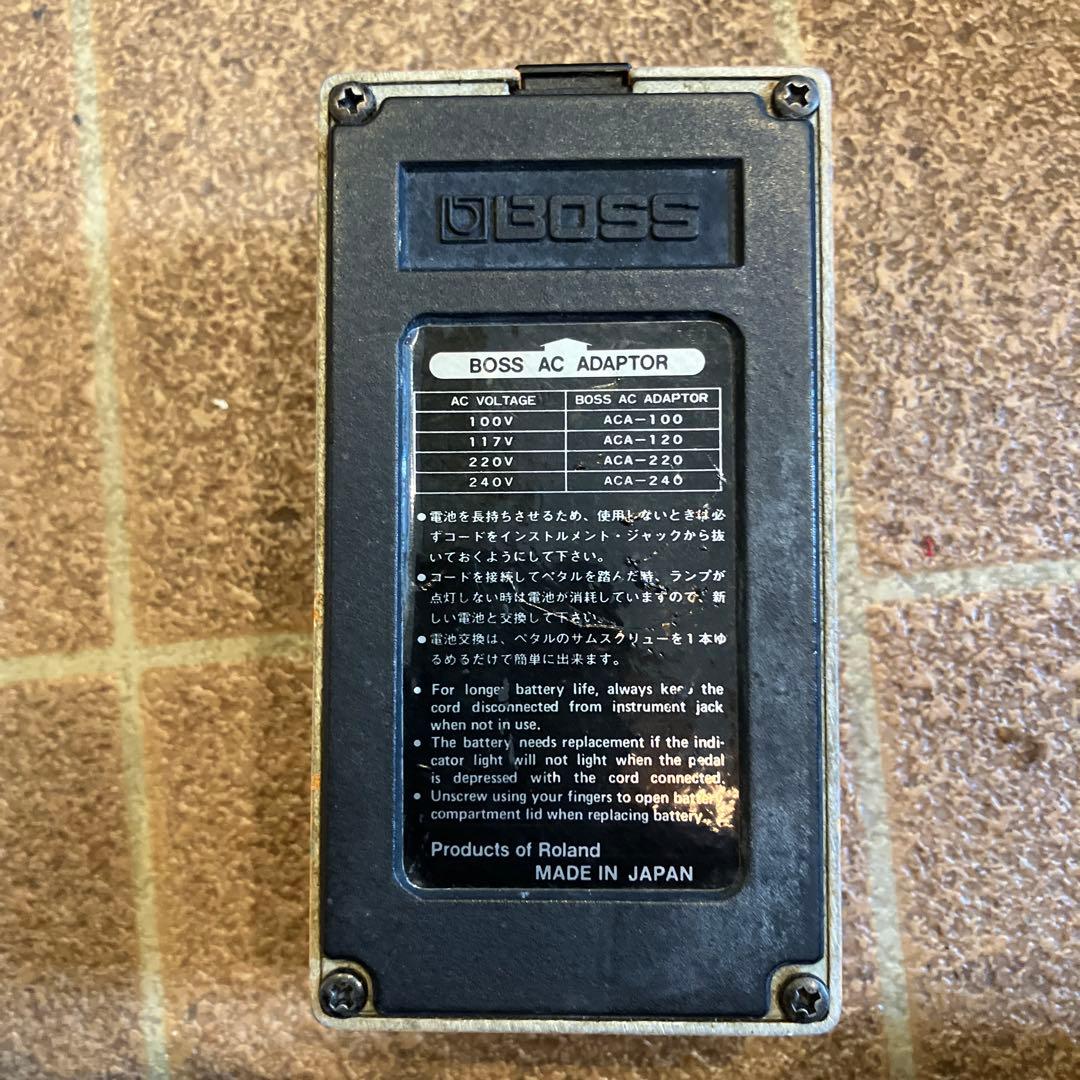 BOSS
BOSS AC ADAPTOR
AC VOLTAGE BOSS AC ADAPTOR
100V ACA-100
117V ACA-120
220V ACA-220
240V ACA-240
●電池を長持ちさせるため、使用しないときは必
ずコードをインストルメント・ジャックから抜
いておくようにして下さい。
●コードを接続してペタルを踏んだ時、ランプが
点灯しない時は電池が消耗していますので、新
しい電池と交換して下さい。
●電池交換は、ペタルのサムスクリューを1本ゆ
るめるだけで簡単に出来ます。
● For longer battery life, always keep the
cord disconnected from instrument jack
when not in use.
● The battery needs replacement if the indi-
cator light will not light when the pedal
is depressed with the cord connected.
● Unscrew using your fingers to open battery
compartment lid when replacing battery.
Products of Roland
MADE IN JAPAN